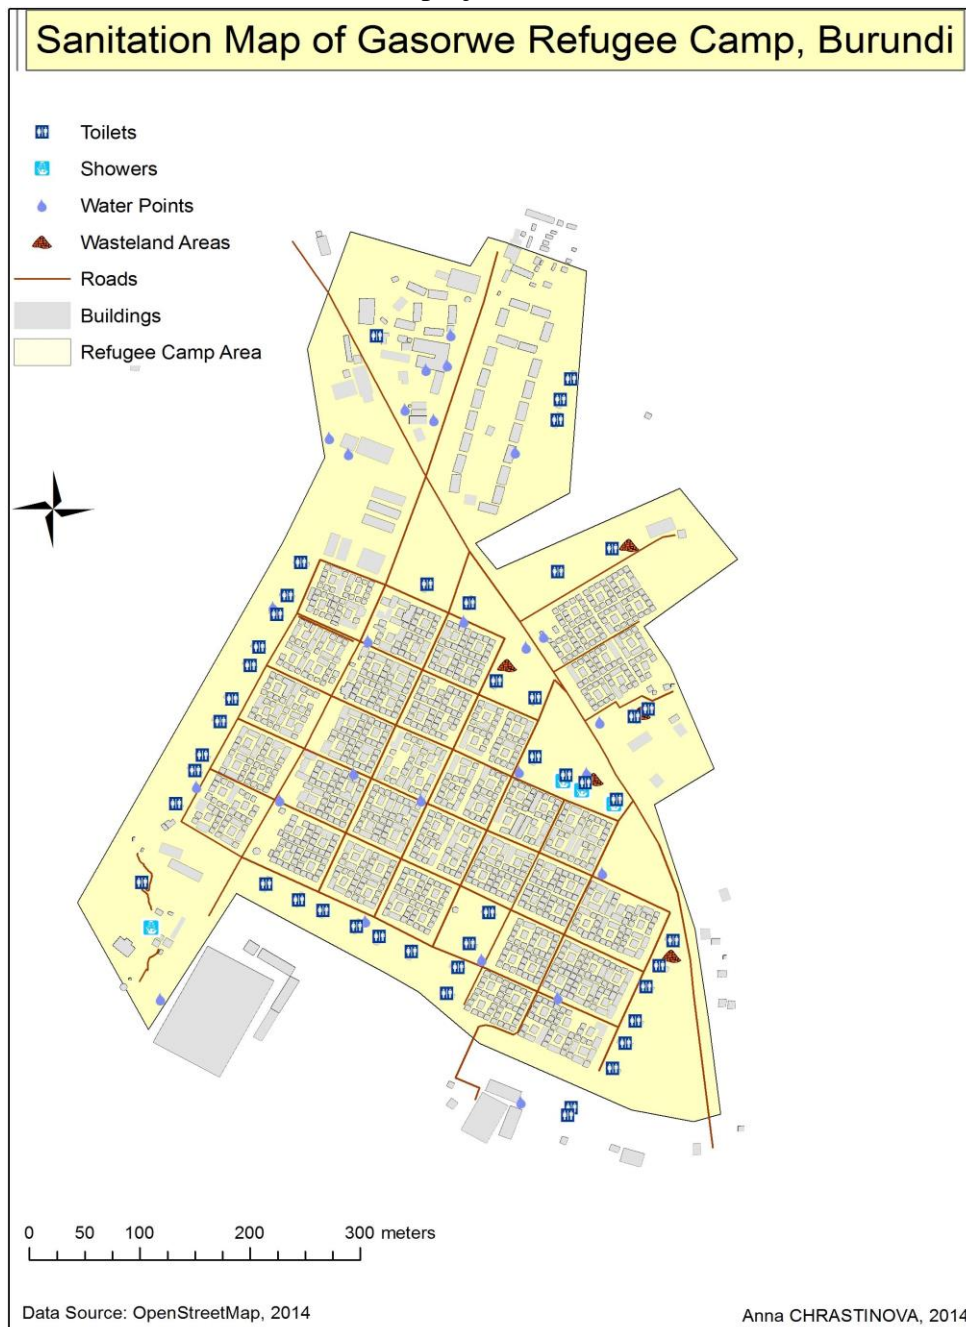 Sanitation Map of Gasorwe Refugee Camp, Burundi
Toilets
Showers
Water Points
Wasteland Areas
Roads
Buildings
Refugee Camp Area
0 50 100 200 300 meters
Data Source: OpenStreetMap, 2014
Anna CHRASTINOVA, 2014